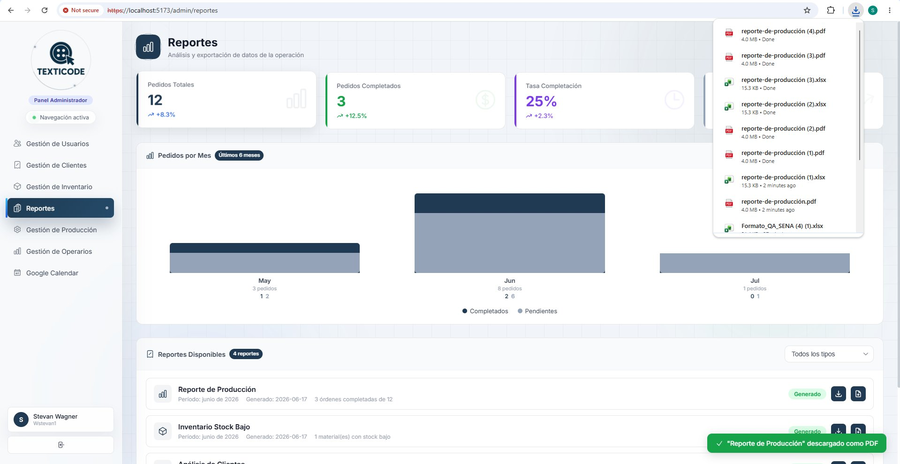 Not secure
https://localhost:5173/admin/reportes
S
TEXTICODE
Panel Administrador
Navegación activa
Gestión de Usuarios
Gestión de Clientes
Gestión de Inventario
Reportes
Gestión de Producción
Gestión de Operarios
Google Calendar
S
Stevan Wagner
Reportes
Análisis y exportación de datos de la operación
Pedidos Totales
12
+8.3%
Pedidos Completados
3
+12.5%
Tasa Completación
25%
+2.3%
reporte-de-producción (4).pdf
4.0 MB • Done
reporte-de-producción (3).pdf
4.0 MB • Done
reporte-de-producción (3).xlsx
15.3 KB • Done
reporte-de-producción (2).xlsx
15.3 KB • Done
reporte-de-producción (2).pdf
4.0 MB • Done
reporte-de-producción (1).pdf
4.0 MB • Done
reporte-de-producción (1).xlsx
15.3 KB • 2 minutes ago
reporte-de-producción.pdf
4.0 MB • 2 minutes ago
Formato_QA_SENA (4) (1).xlsx
Pedidos por Mes
Últimos 6 meses
May
3 pedidos
1 2
Jun
8 pedidos
2 6
Jul
1 pedidos
0 1
Completados
Pendientes
Reportes Disponibles
4 reportes
Todos los tipos
Reporte de Producción
Periodo: junio de 2026 Generado: 2026-06-17 3 órdenes completadas de 12
Generado
Inventario Stock Bajo
Periodo: junio de 2026 Generado: 2026-06-17 1 material(es) con stock bajo
Generado
"Reporte de Producción" descargado como PDF
Análisis de Clientes